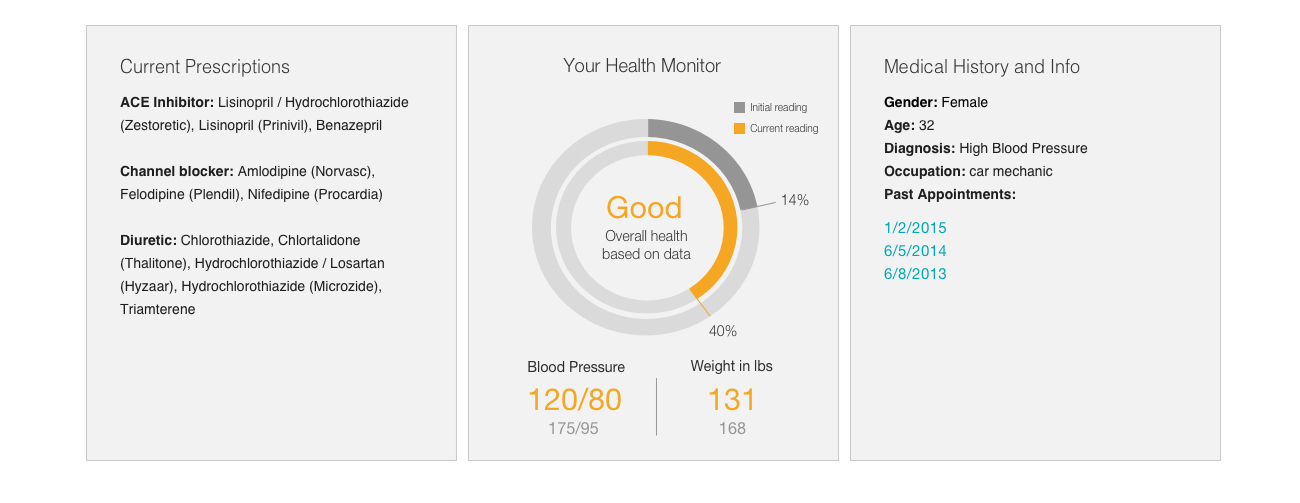 Current Prescriptions
ACE Inhibitor: Lisinopril / Hydrochlorothiazide
(Zestoretic), Lisinopril (Prinivil), Benazepril
Channel blocker: Amlodipine (Norvasc),
Felodipine (Plendil), Nifedipine (Procardia)
Diuretic: Chlorothiazide, Chlortalidone
(Thalitone), Hydrochlorothiazide / Losartan
(Hyzaar), Hydrochlorothiazide (Microzide),
Triamterene
Your Health Monitor
Initial reading
Current reading
14%
Good
Overall health
based on data
40%
Blood Pressure
120/80
175/95
Weight in lbs
131
168
Medical History and Info
Gender: Female
Age: 32
Diagnosis: High Blood Pressure
Occupation: car mechanic
Past Appointments:
1/2/2015
6/5/2014
6/8/2013